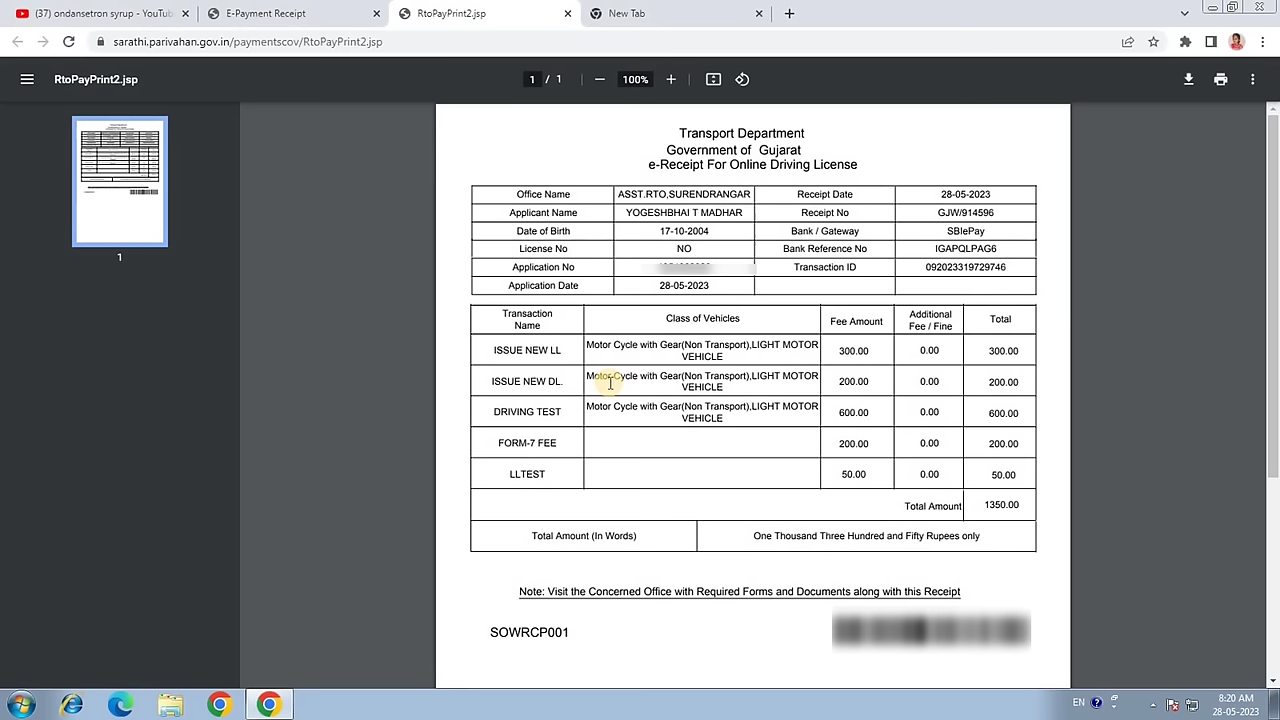 (37) ondansetron syrup - YouTub
E-Payment Receipt
RtoPayPrint2.jsp
New Tab
sarathi.parivahan.gov.in/paymentscov/RtoPayPrint2.jsp
RtoPayPrint2.jsp
1 / 1
100%
1
Transport Department
Government of Gujarat
e-Receipt For Online Driving License
Office Name ASST.RTO,SURENDRANGAR Receipt Date 28-05-2023
Applicant Name YOGESHBHAI T MADHAR Receipt No GJW/914596
Date of Birth 17-10-2004 Bank / Gateway SBIePay
License No NO Bank Reference No IGAPQLPAG6
Application No Transaction ID 092023319729746
Application Date 28-05-2023
Transaction Name Class of Vehicles Fee Amount Additional Fee / Fine Total
ISSUE NEW LL Motor Cycle with Gear(Non Transport),LIGHT MOTOR VEHICLE 300.00 0.00 300.00
ISSUE NEW DL. Motor Cycle with Gear(Non Transport),LIGHT MOTOR VEHICLE 200.00 0.00 200.00
DRIVING TEST Motor Cycle with Gear(Non Transport),LIGHT MOTOR VEHICLE 600.00 0.00 600.00
FORM-7 FEE 200.00 0.00 200.00
LLTEST 50.00 0.00 50.00
Total Amount 1350.00
Total Amount (In Words) One Thousand Three Hundred and Fifty Rupees only
Note: Visit the Concerned Office with Required Forms and Documents along with this Receipt
SOWRCP001
EN
8:20 AM
28-05-2023